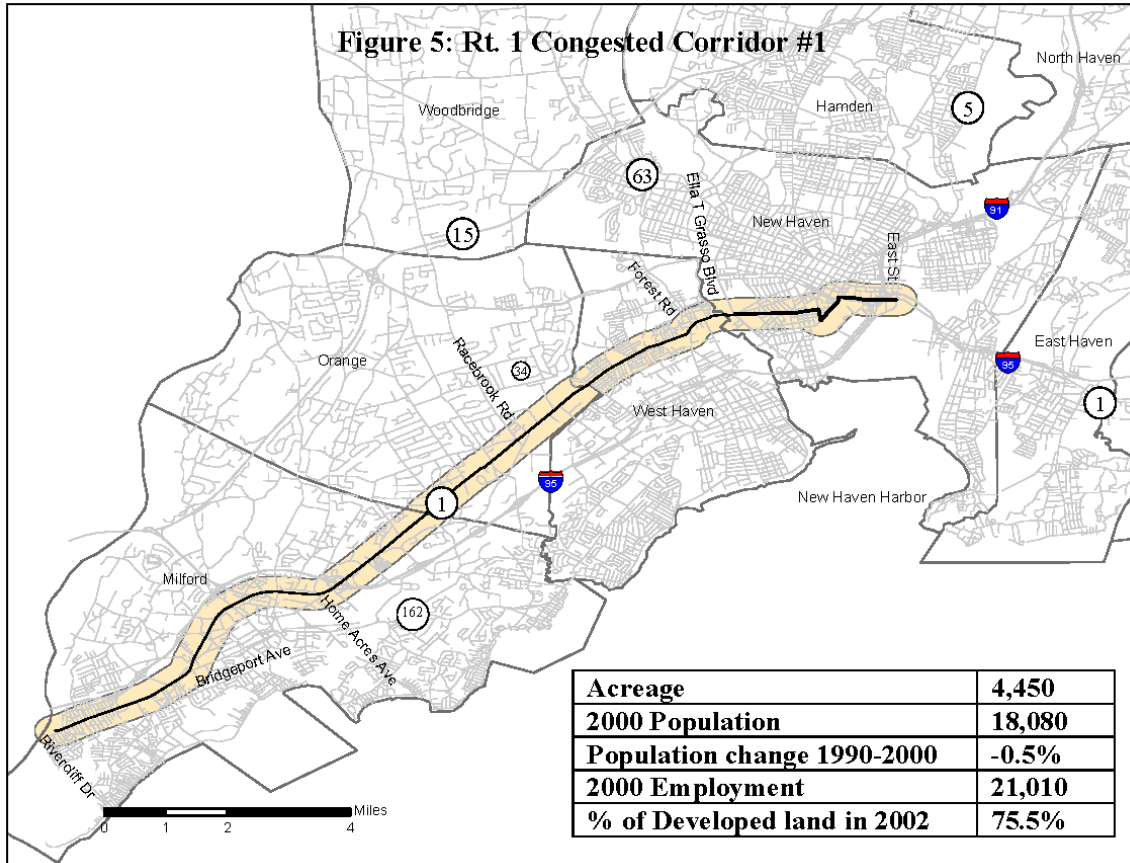 Figure 5: Rt. 1 Congested Corridor #1
North Haven
Woodbridge
Hamden
5
63
Ella T Grasso Blvd
New Haven
91
15
East St
Forest Rd
Orange
Racebrook Rd
34
East Haven
95
1
West Haven
95
1
New Haven Harbor
Milford
162
Home Acres Ave
Bridgeport Ave
Rivercliff Dr
Miles
0 1 2 4
Acreage 4,450
2000 Population 18,080
Population change 1990-2000 -0.5%
2000 Employment 21,010
% of Developed land in 2002 75.5%